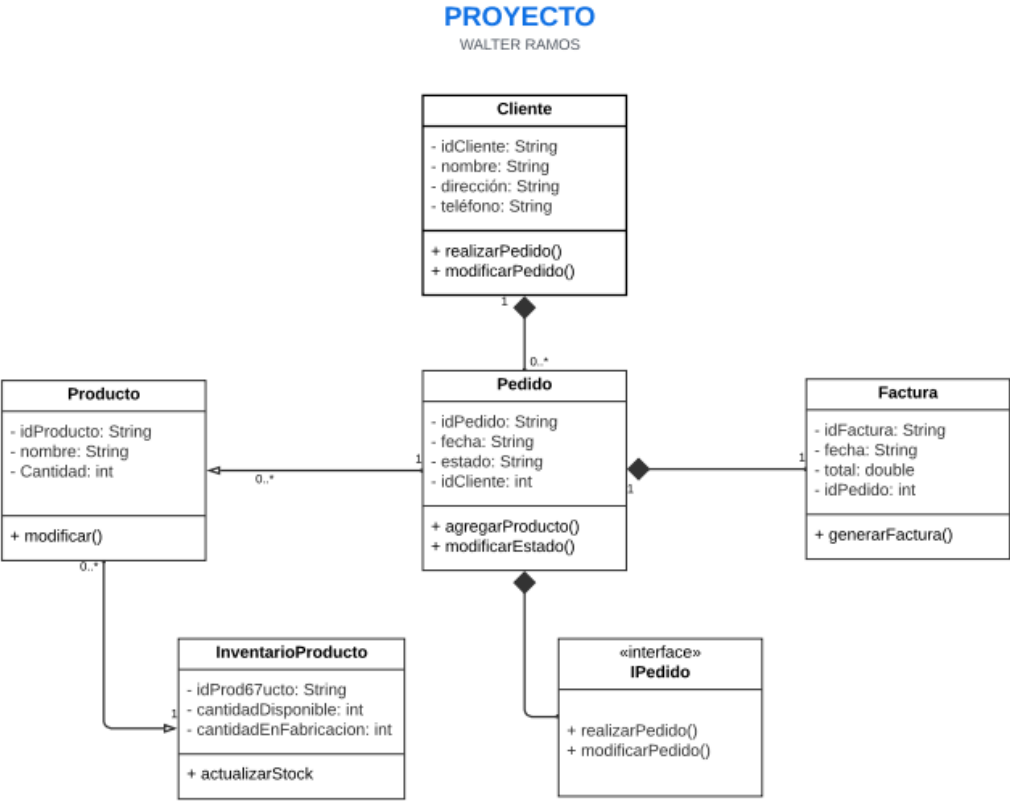 PROYECTO
WALTER RAMOS
Cliente
- idCliente: String
- nombre: String
- dirección: String
- teléfono: String
+ realizarPedido()
+ modificarPedido()
1
0..*
Pedido
- idPedido: String
- fecha: String
- estado: String
- idCliente: int
+ agregarProducto()
+ modificarEstado()
Producto
- idProducto: String
- nombre: String
- Cantidad: int
+ modificar()
1
0..*
Factura
- idFactura: String
- fecha: String
- total: double
- idPedido: int
+ generarFactura()
1
1
0..*
1
InventarioProducto
- idProd67ucto: String
- cantidadDisponible: int
- cantidadEnFabricacion: int
+ actualizarStock
«interface»
IPedido
+ realizarPedido()
+ modificarPedido()